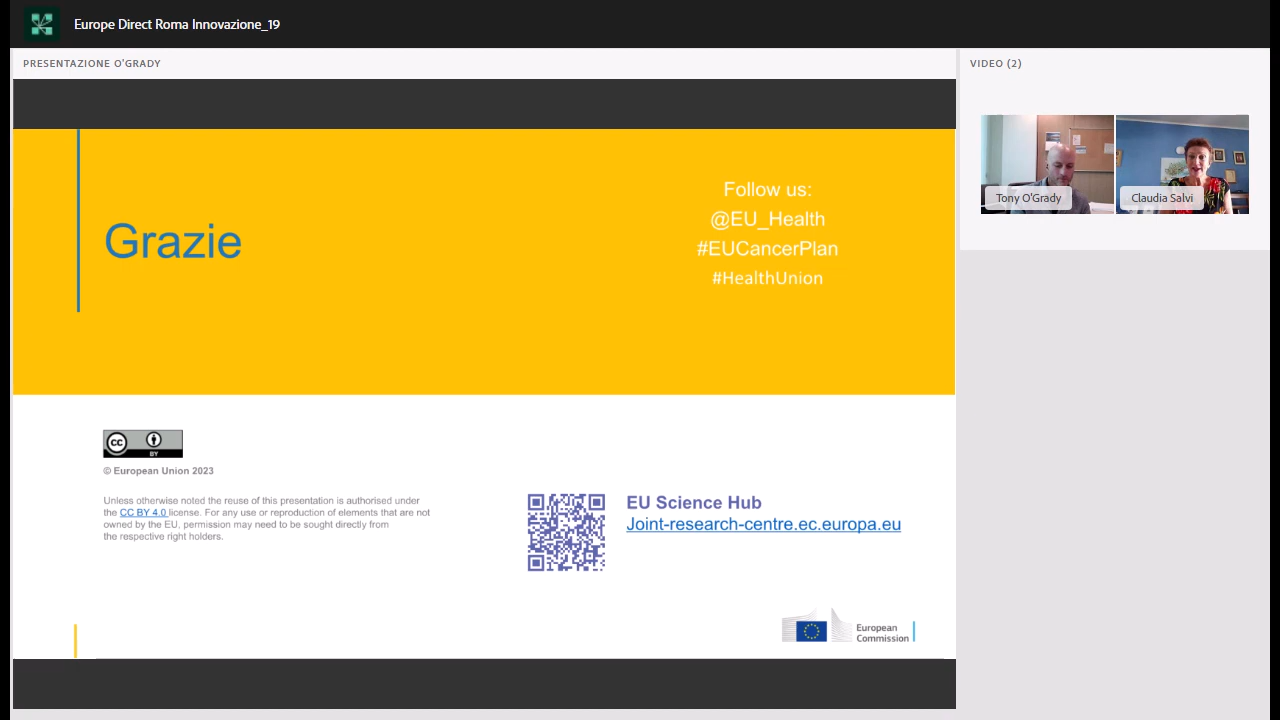 Europe Direct Roma Innovazione_19
PRESENTAZIONE O'GRADY
VIDEO (2)
Tony O'Grady
Claudia Salvi
Grazie
Follow us:
@EU_Health
#EUCancerPlan
#HealthUnion
cc
BY
© European Union 2023
Unless otherwise noted the reuse of this presentation is authorised under
the CC BY 4.0 license. For any use or reproduction of elements that are not
owned by the EU, permission may need to be sought directly from
the respective right holders.
EU Science Hub
Joint-research-centre.ec.europa.eu
European
Commission